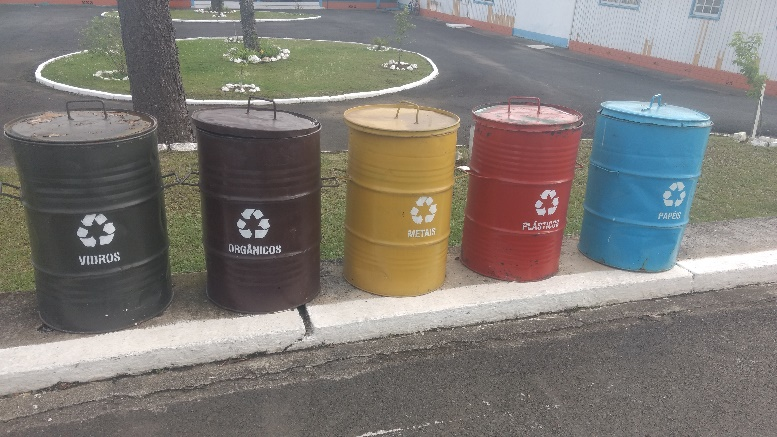 VIDROS
ORGÂNICOS
METAIS
PLÁSTICOS
PAPÉIS